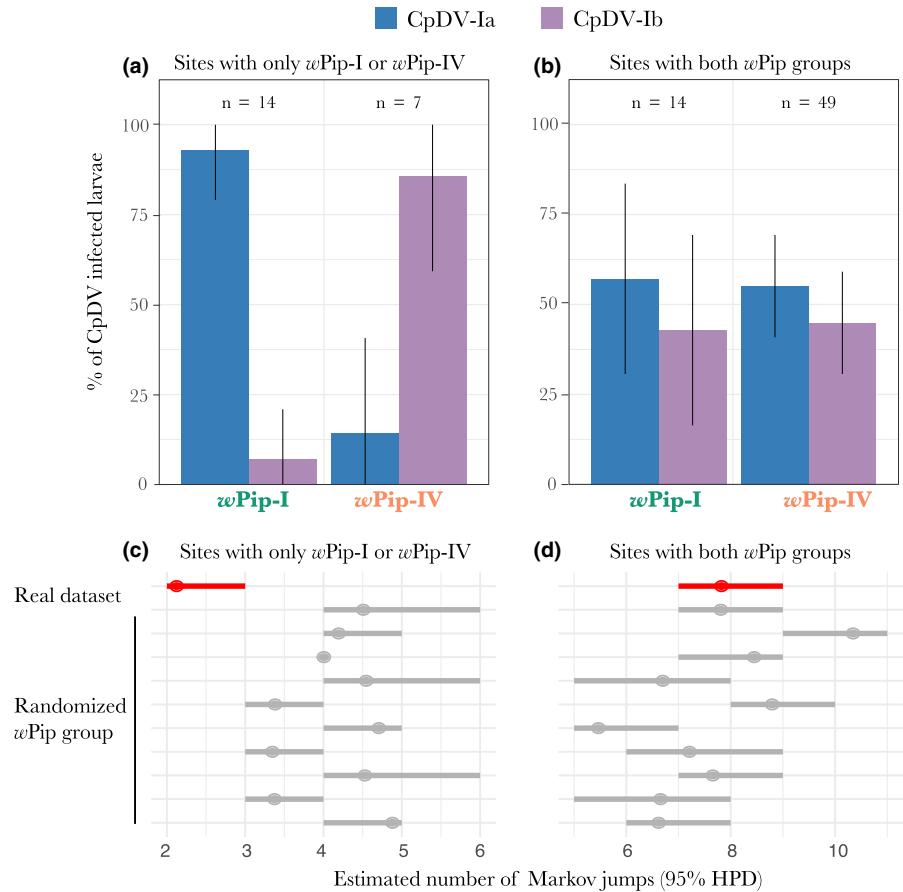 CpDV-Ia CpDV-Ib
(a) Sites with only wPip-I or wPip-IV
(b) Sites with both wPip groups
% of CpDV infected larvae
n = 14 n = 7
n = 14 n = 49
100
75
50
25
0
100
75
50
25
0
wPip-I wPip-IV
wPip-I wPip-IV
(c) Sites with only wPip-I or wPip-IV
(d) Sites with both wPip groups
Real dataset
Randomized
wPip group
2 3 4 5 6
6 8 10
Estimated number of Markov jumps (95% HPD)